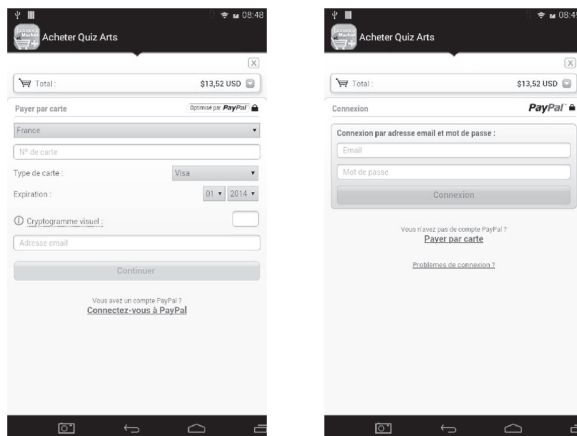 08:48
Acheter Quiz Arts
Total :
$13,52 USD
Payer par carte
Optimisé par PayPal
France
N° de carte
Type de carte :
Visa
Expiration :
01
2014
Cryptogramme visuel :
Adresse email
Continuer
Vous avez un compte PayPal ?
Connectez-vous à PayPal
08:49
Acheter Quiz Arts
Total :
$13,52 USD
Connexion
PayPal
Connexion par adresse email et mot de passe :
Email
Mot de passe
Connexion
Vous n'avez pas de compte PayPal ?
Payer par carte
Problèmes de connexion ?